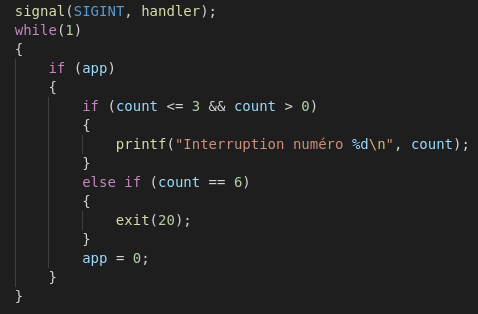 signal(SIGINT, handler);
while(1)
{
    if (app)
    {
        if (count <= 3 && count > 0)
        {
            printf("Interruption numéro %d\n", count);
        }
        else if (count == 6)
        {
            exit(20);
        }
        app = 0;
    }
}